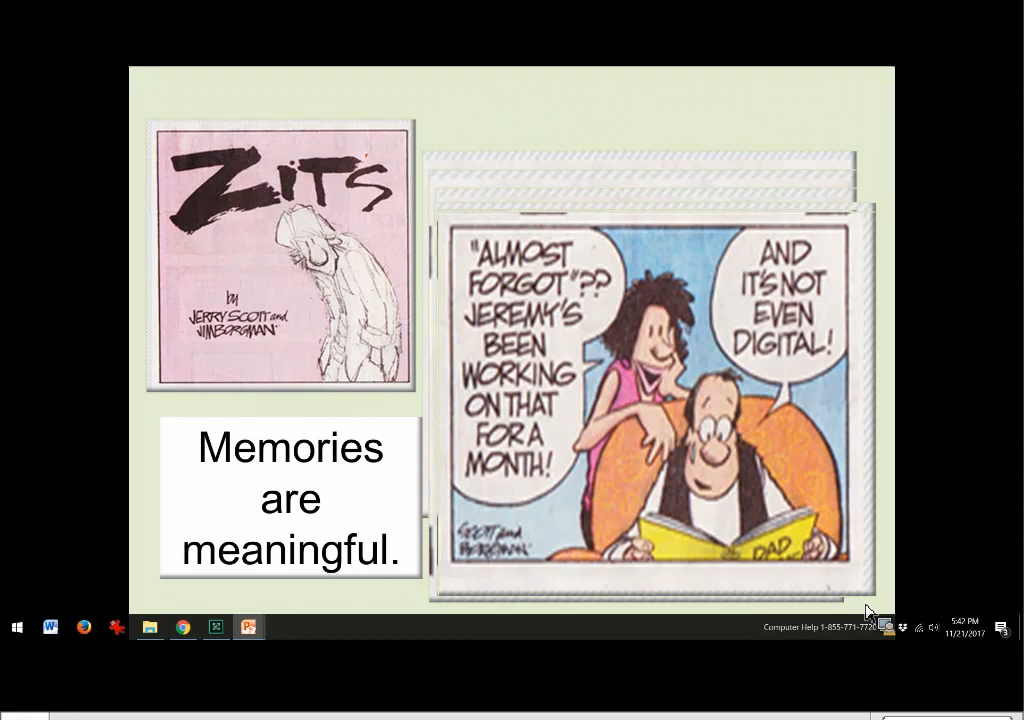 ZiTS
by
JERRY SCOTT and
JIM BORGMAN
Memories
are
meaningful.
"ALMOST
FORGOT"??
JEREMY'S
BEEN
WORKING
ON THAT
FOR A
MONTH!
AND
IT'S NOT
EVEN
DIGITAL!
SCOTT and
BORGMAN
DAD
Computer Help 1-855-771-7720
5:42 PM
11/21/2017
3